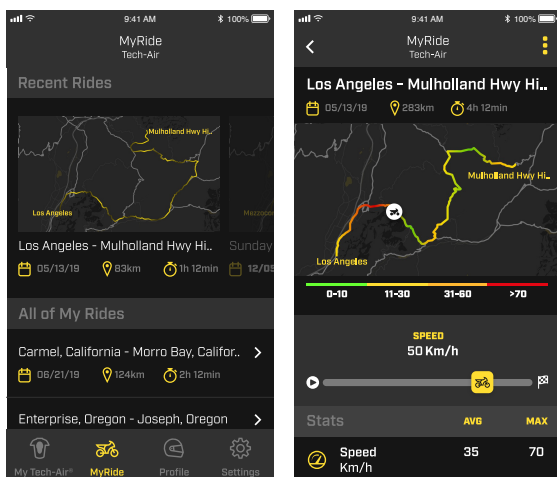 9:41 AM
100%
MyRide
Tech-Air
Recent Rides
Mulholland Hwy Hi..
Los Angeles
Los Angeles - Mulholland Hwy Hi..
05/13/19
83km
1h 12min
Sunday
12/05
All of My Rides
Carmel, California - Morro Bay, Califor..
06/21/19
124km
2h 12min
Enterprise, Oregon - Joseph, Oregon
My Tech-Air®
MyRide
Profile
Settings
9:41 AM
100%
MyRide
Tech-Air
Los Angeles - Mulholland Hwy Hi..
05/13/19
283km
4h 12min
Mulholland Hwy Hi..
Los Angeles
0-10
11-30
31-60
>70
SPEED
50 Km/h
Stats
AVG
MAX
Speed
35
70
Km/h